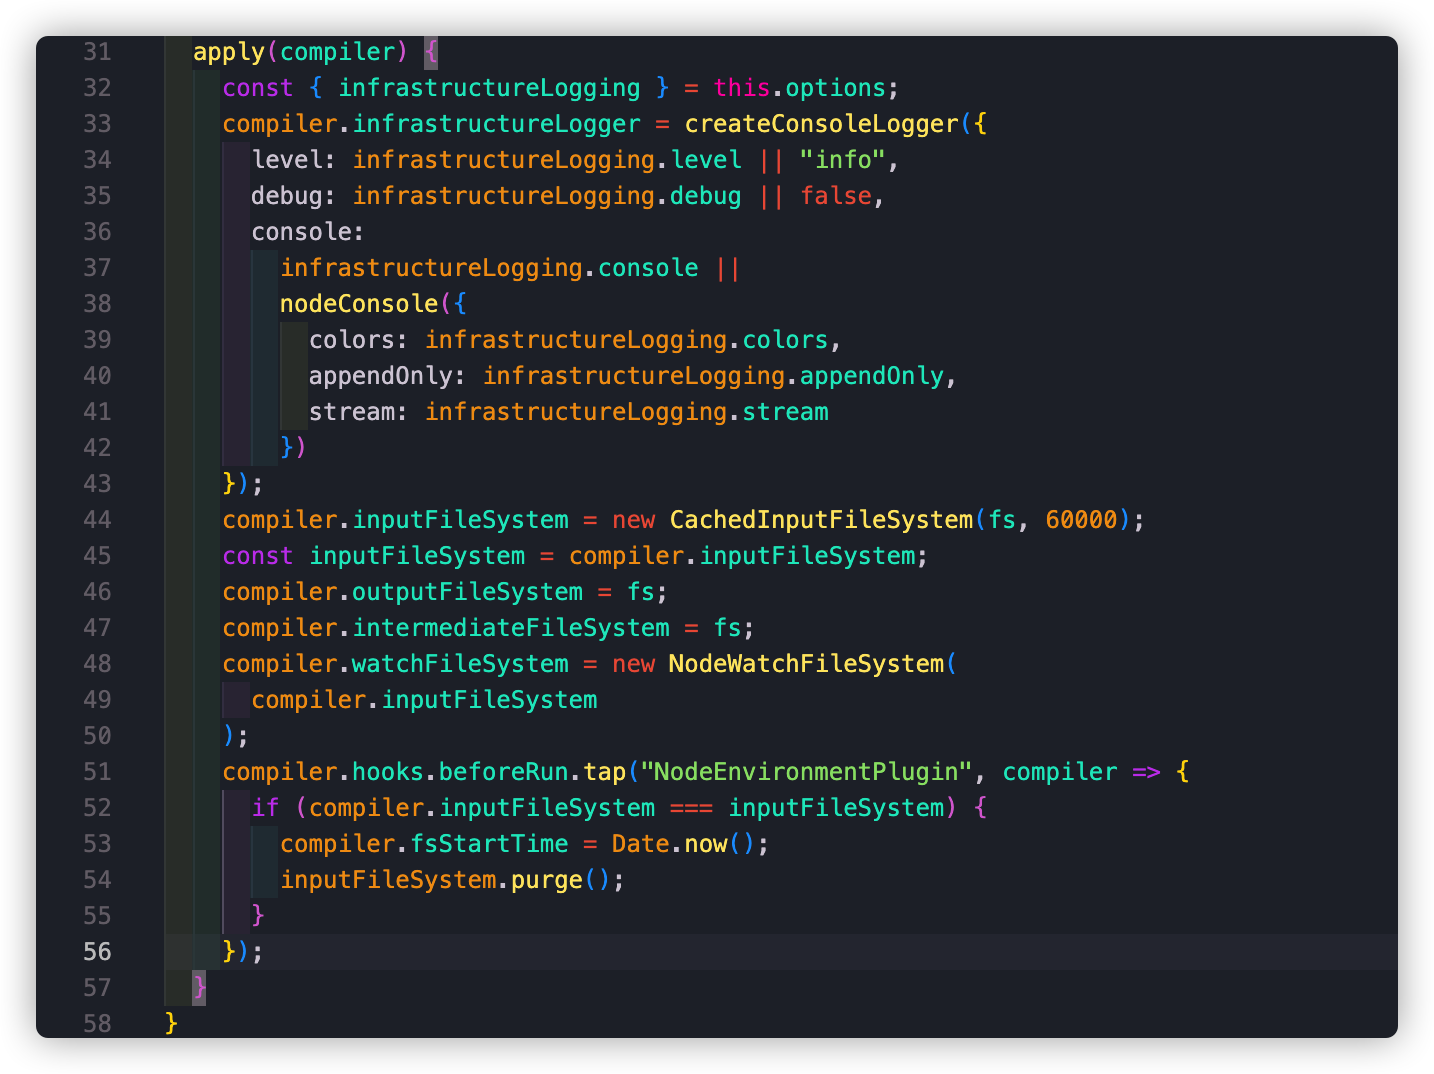 31 apply(compiler) {
32 const { infrastructureLogging } = this.options;
33 compiler.infrastructureLogger = createConsoleLogger({
34 level: infrastructureLogging.level || "info",
35 debug: infrastructureLogging.debug || false,
36 console:
37 infrastructureLogging.console ||
38 nodeConsole({
39 colors: infrastructureLogging.colors,
40 appendOnly: infrastructureLogging.appendOnly,
41 stream: infrastructureLogging.stream
42 })
43 });
44 compiler.inputFileSystem = new CachedInputFileSystem(fs, 60000);
45 const inputFileSystem = compiler.inputFileSystem;
46 compiler.outputFileSystem = fs;
47 compiler.intermediateFileSystem = fs;
48 compiler.watchFileSystem = new NodeWatchFileSystem(
49 compiler.inputFileSystem
50 );
51 compiler.hooks.beforeRun.tap("NodeEnvironmentPlugin", compiler => {
52 if (compiler.inputFileSystem === inputFileSystem) {
53 compiler.fsStartTime = Date.now();
54 inputFileSystem.purge();
55 }
56 });
57 }
58 }